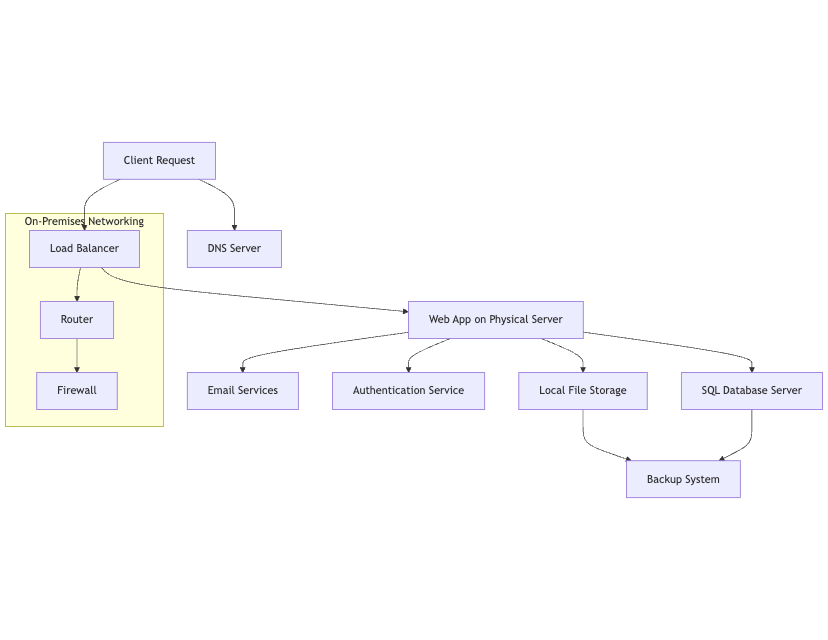 Client Request
On-Premises Networking
Load Balancer
DNS Server
Router
Web App on Physical Server
Firewall
Email Services
Authentication Service
Local File Storage
SQL Database Server
Backup System